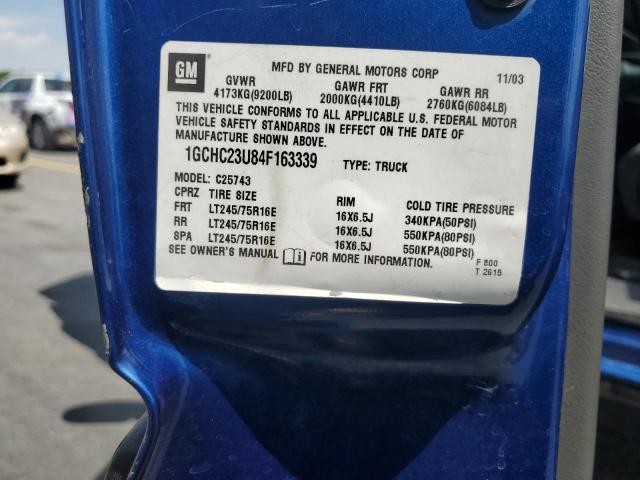 GM
MFD BY GENERAL MOTORS CORP 11/03
GVWR GAWR FRT GAWR RR
4173KG(9200LB) 2000KG(4410LB) 2760KG(6084LB)
THIS VEHICLE CONFORMS TO ALL APPLICABLE U.S. FEDERAL MOTOR
VEHICLE SAFETY STANDARDS IN EFFECT ON THE DATE OF
MANUFACTURE SHOWN ABOVE.
1GCHC23U84F163339 TYPE: TRUCK
MODEL: C25743
CPRZ TIRE SIZE RIM COLD TIRE PRESSURE
FRT LT245/75R16E 16X6.5J 340KPA(50PSI)
RR LT245/75R16E 16X6.5J 550KPA(80PSI)
SPA LT245/75R16E 16X6.5J 550KPA(80PSI)
SEE OWNER'S MANUAL FOR MORE INFORMATION.
F 800
T 2615